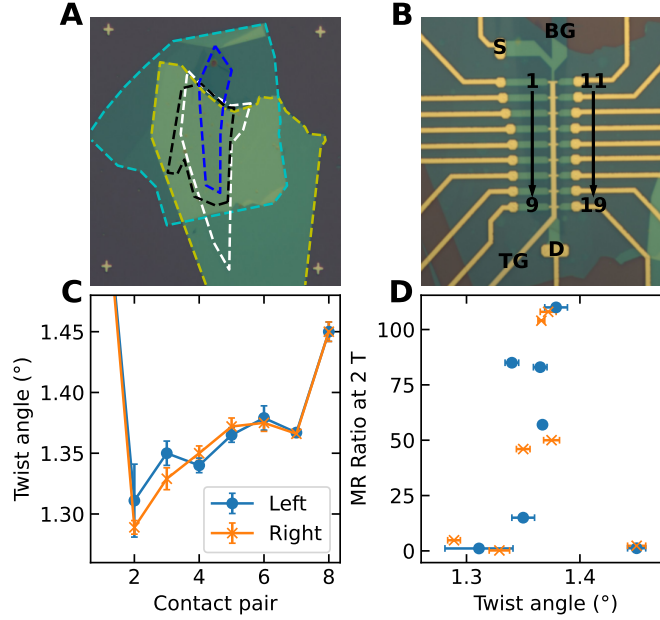 A
B
S
BG
1
11
9
19
TG
D
C
D
1.45
1.40
1.35
1.30
Twist angle (°)
2
4
6
8
Contact pair
Left
Right
100
75
50
25
0
MR Ratio at 2 T
1.3
1.4
Twist angle (°)